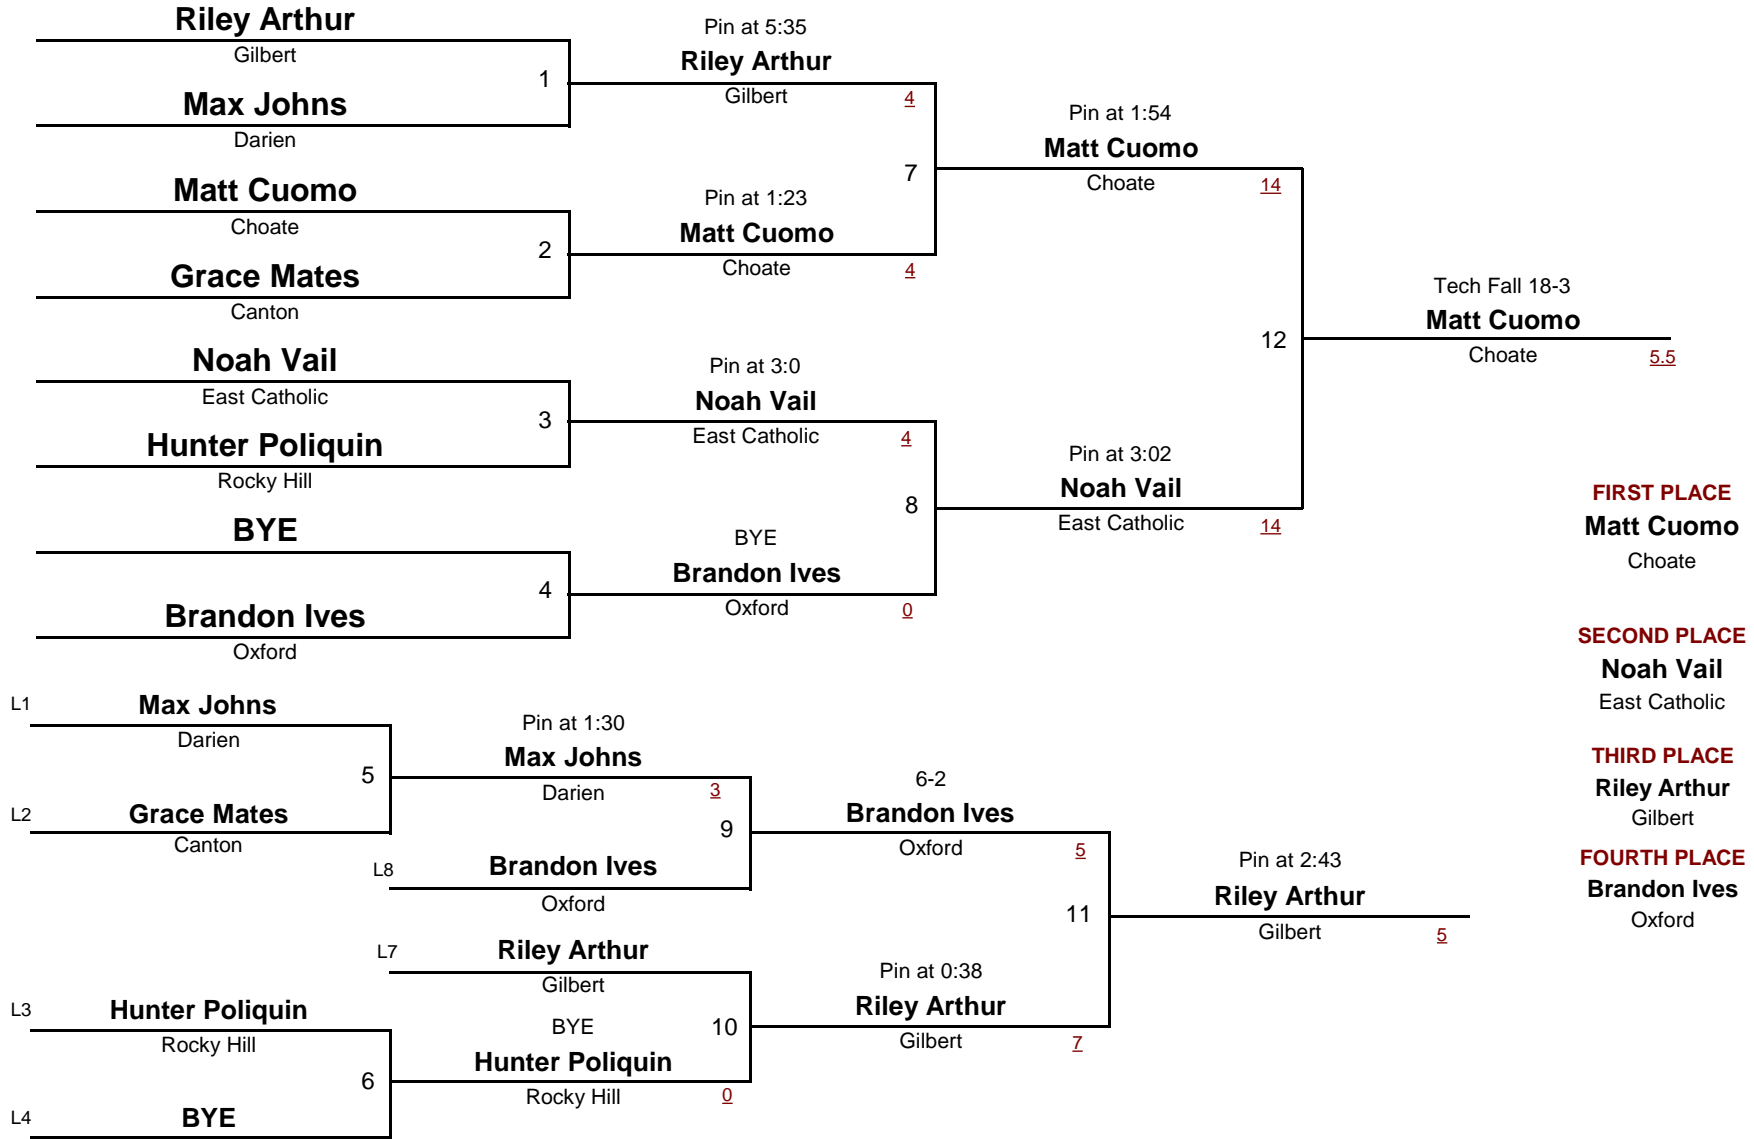 Riley Arthur
Gilbert
1
Max Johns
Darien
Matt Cuomo
Choate
2
Grace Mates
Canton
Noah Vail
East Catholic
3
Hunter Poliquin
Rocky Hill
BYE
4
Brandon Ives
Oxford
Pin at 5:35
Riley Arthur
Gilbert 4
7
Pin at 1:23
Matt Cuomo
Choate 4
Pin at 3:0
Noah Vail
East Catholic 4
8
BYE
Brandon Ives
Oxford 0
Pin at 1:54
Matt Cuomo
Choate 14
12
Pin at 3:02
Noah Vail
East Catholic 14
Tech Fall 18-3
Matt Cuomo
Choate 5.5
FIRST PLACE
Matt Cuomo
Choate
SECOND PLACE
Noah Vail
East Catholic
THIRD PLACE
Riley Arthur
Gilbert
FOURTH PLACE
Brandon Ives
Oxford
L1 Max Johns
Darien
5
L2 Grace Mates
Canton
L3 Hunter Poliquin
Rocky Hill
6
L4 BYE
Pin at 1:30
Max Johns
Darien 3
9
L8 Brandon Ives
Oxford
L7 Riley Arthur
Gilbert
10
BYE
Hunter Poliquin
Rocky Hill 0
6-2
Brandon Ives
Oxford 5
11
Pin at 0:38
Riley Arthur
Gilbert 7
Pin at 2:43
Riley Arthur
Gilbert 5